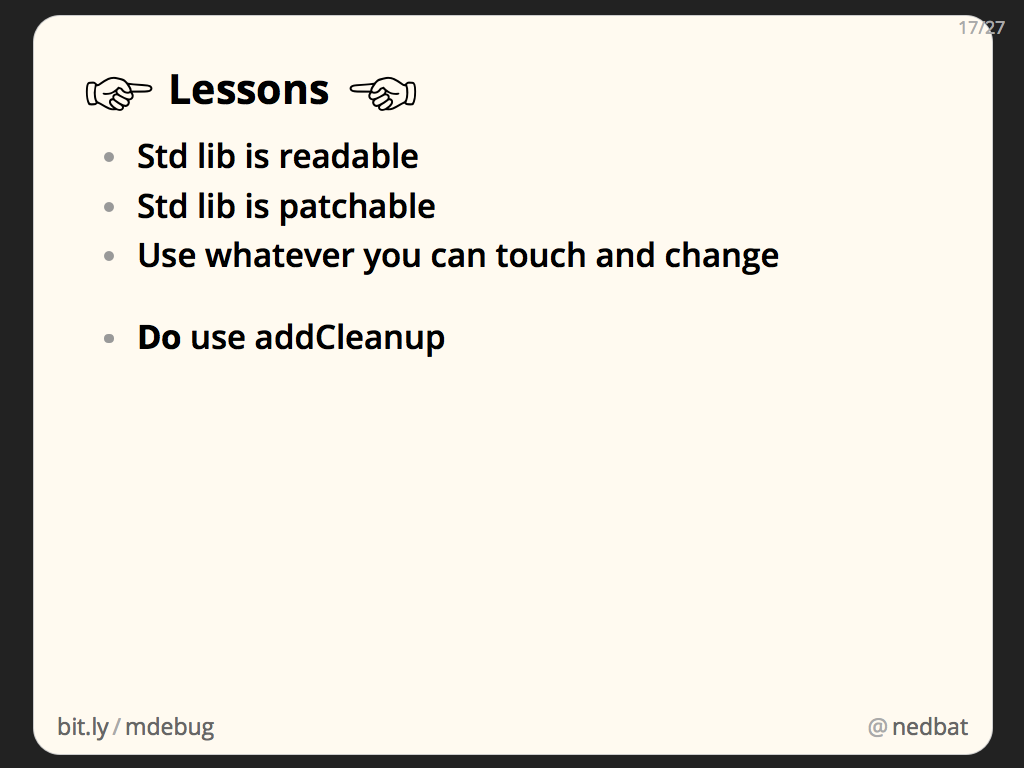 17/27
☞ Lessons ☜
• Std lib is readable
• Std lib is patchable
• Use whatever you can touch and change
• Do use addCleanup
bit.ly/mdebug
@nedbat